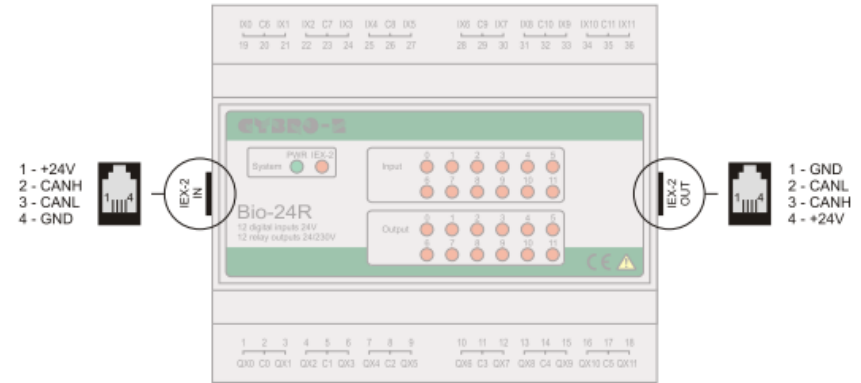 IX0 C6 IX1 IX2 C7 IX3 IX4 C8 IX5 IX6 C9 IX7 IX8 C10 IX9 IX10 C11 IX11
19 20 21 22 23 24 25 26 27 28 29 30 31 32 33 34 35 36
CYBRO-2
PWR IEX-2
System
Input
0 1 2 3 4 5
6 7 8 9 10 11
Bio-24R
12 digital inputs 24V
12 relay outputs 24/230V
Output
0 1 2 3 4 5
6 7 8 9 10 11
CE
1 - +24V
2 - CANH
3 - CANL
4 - GND
1 4
IEX-2
IN
IEX-2
OUT
1 4
1 - GND
2 - CANL
3 - CANH
4 - +24V
1 2 3 4 5 6 7 8 9 10 11 12 13 14 15 16 17 18
QX0 C0 QX1 QX2 C1 QX3 QX4 C2 QX5 QX6 C3 QX7 QX8 C4 QX9 QX10 C5 QX11